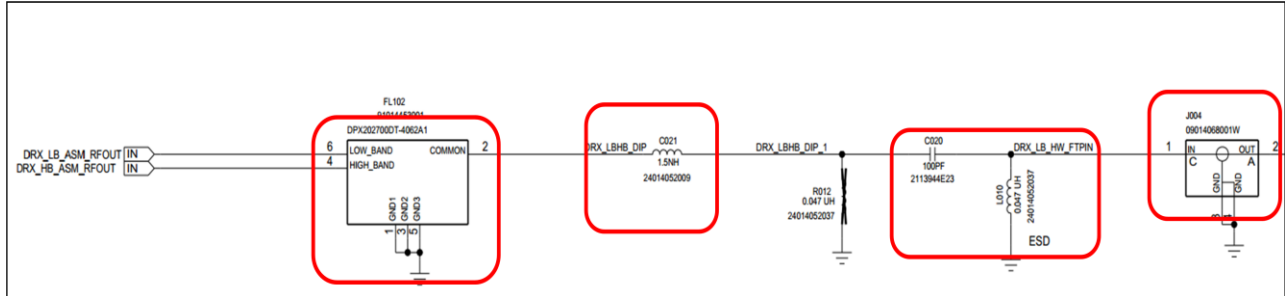 FL102
DPX202700DT-4062A1
DRX_LB_ASM_RFOUT IN
DRX_HB_ASM_RFOUT IN
6 LOW_BAND COMMON 2
4 HIGH_BAND
GND1
GND2
GND3
1
3
5
DRX_LBHB_DIP
C021
1.5NH
24014052009
DRX_LBHB_DIP_1
R012
0.047 UH
24014052037
C020
100PF
2113944E23
DRX_LB_HW_FTPIN
L010
0.047 UH
24014052037
ESD
J004
09014068001W
1 IN OUT 2
C A
GND
GND